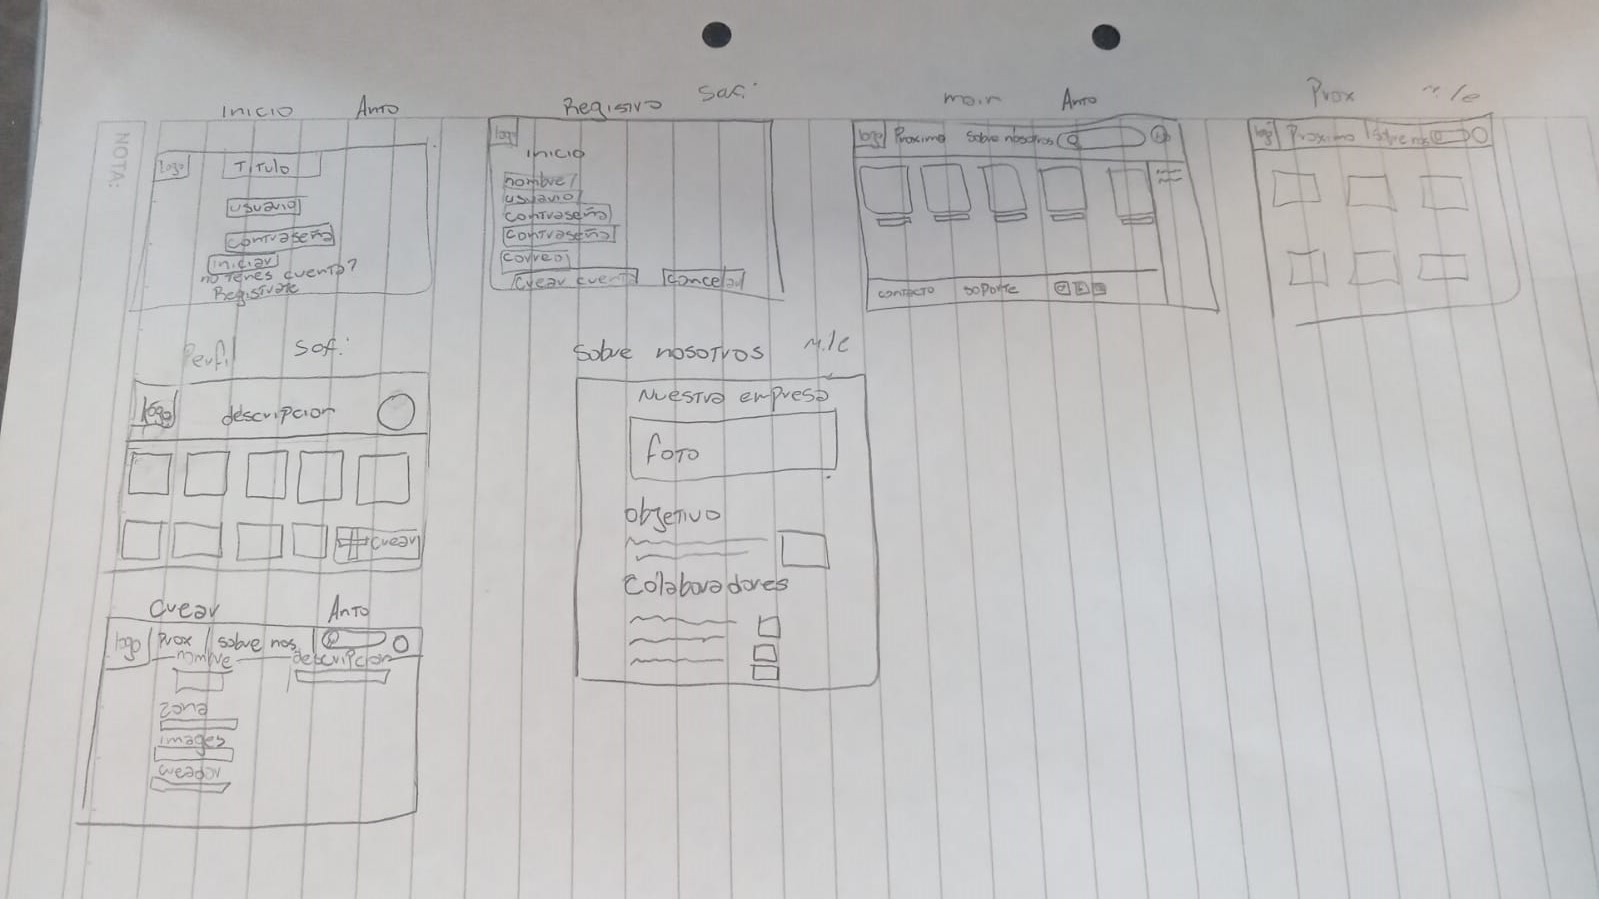 NOTA:
Inicio Anto
logo Titulo
usuario
contraseña
iniciar
no tenes cuenta?
Registrate
Registro Sofi
logo
inicio
nombre
usuario
contraseña
contraseña
correo
Crear cuenta Cancelar
main Anto
logo Proximo Sobre nosotros
contacto soporte
Prox Mile
logo Proximo Sobre nos
Perfil Sofi
logo descripcion
+ crear
Sobre nosotros Mile
Nuestra empresa
foto
Objetivo
Colaboradores
Crear Anto
logo Prox sobre nos
nombre descripcion
zona
images
creador